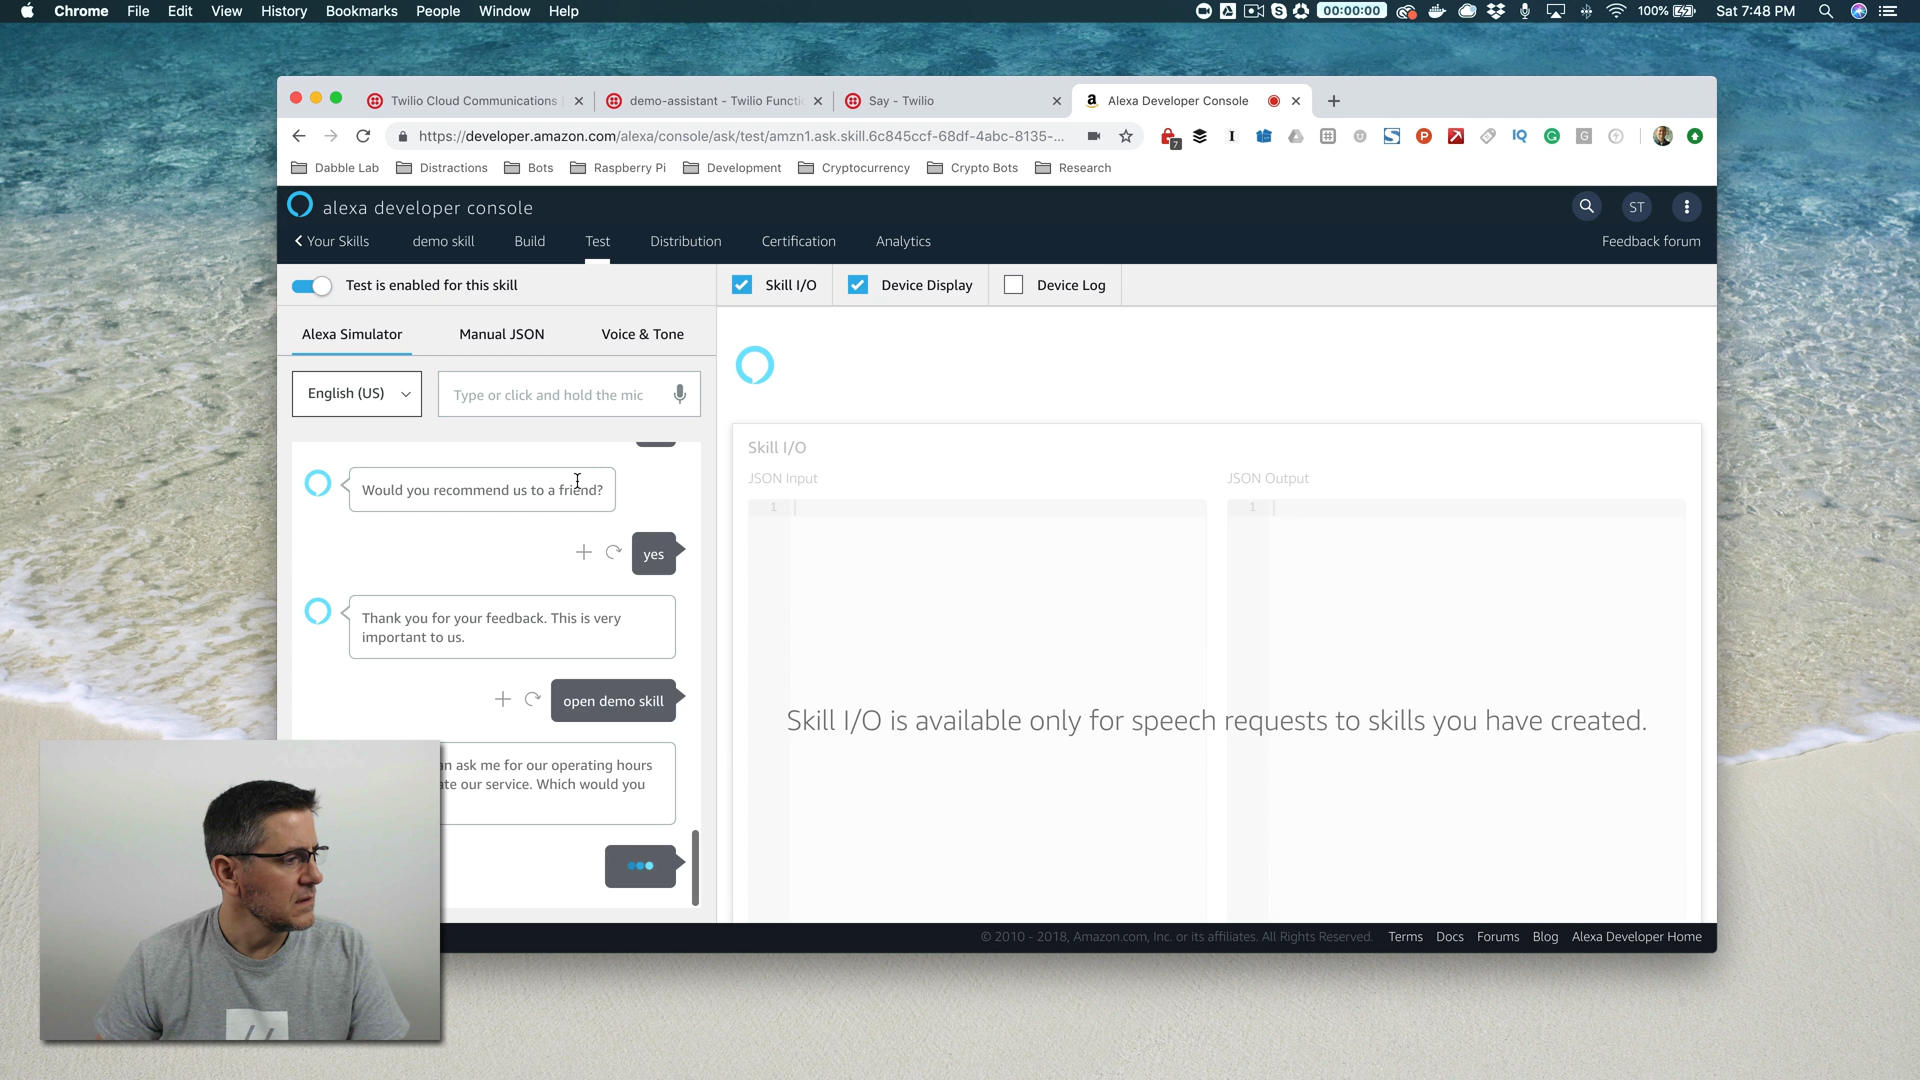 Chrome File Edit View History Bookmarks People Window Help 00:00:00 100% Sat 7:48 PM
Twilio Cloud Communications demo-assistant - Twilio Functi Say - Twilio a Alexa Developer Console
https://developer.amazon.com/alexa/console/ask/test/amzn1.ask.skill.6c845ccf-68df-4abc-8135-... 7 I P IQ G G
Dabble Lab Distractions Bots Raspberry Pi Development Cryptocurrency Crypto Bots Research
alexa developer console ST
Your Skills demo skill Build Test Distribution Certification Analytics Feedback forum
Test is enabled for this skill Skill I/O Device Display Device Log
Alexa Simulator Manual JSON Voice & Tone
English (US) Type or click and hold the mic
Skill I/O
JSON Input JSON Output
1 1
Would you recommend us to a friend?
yes
Thank you for your feedback. This is very
important to us.
open demo skill
Skill I/O is available only for speech requests to skills you have created.
an ask me for our operating hours
ate our service. Which would you
© 2010 - 2018, Amazon.com, Inc. or its affiliates. All Rights Reserved. Terms Docs Forums Blog Alexa Developer Home
//